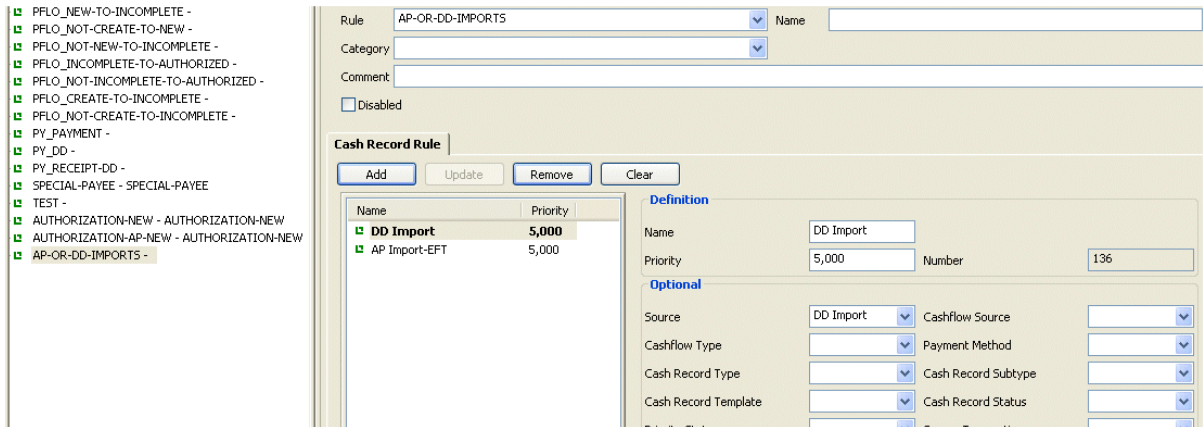 PFLO_NEW-TO-INCOMPLETE -
PFLO_NOT-CREATE-TO-NEW -
PFLO_NOT-NEW-TO-INCOMPLETE -
PFLO_INCOMPLETE-TO-AUTHORIZED -
PFLO_NOT-INCOMPLETE-TO-AUTHORIZED -
PFLO_CREATE-TO-INCOMPLETE -
PFLO_NOT-CREATE-TO-INCOMPLETE -
PY_PAYMENT -
PY_DD -
PY_RECEIPT-DD -
SPECIAL-PAYEE - SPECIAL-PAYEE
TEST -
AUTHORIZATION-NEW - AUTHORIZATION-NEW
AUTHORIZATION-AP-NEW - AUTHORIZATION-NEW
AP-OR-DD-IMPORTS -
Rule AP-OR-DD-IMPORTS Name
Category
Comment
Disabled
Cash Record Rule
Add Update Remove Clear
Name Priority
DD Import 5,000
AP Import-EFT 5,000
Definition
Name DD Import
Priority 5,000 Number 136
Optional
Source DD Import Cashflow Source
Cashflow Type Payment Method
Cash Record Type Cash Record Subtype
Cash Record Template Cash Record Status